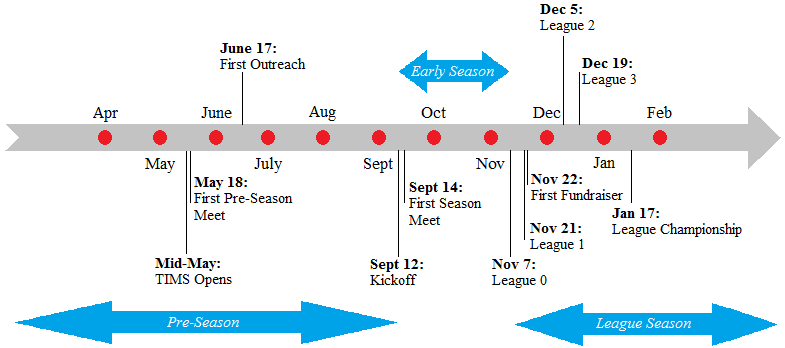 Dec 5:
League 2
June 17:
First Outreach
Early Season
Dec 19:
League 3
Apr
June
Aug
Oct
Dec
Feb
May
July
Sept
Nov
Jan
May 18:
First Pre-Season
Meet
Sept 14:
First Season
Meet
Nov 22:
First Fundraiser
Jan 17:
League Championship
Nov 21:
League 1
Mid-May:
TIMS Opens
Sept 12:
Kickoff
Nov 7:
League 0
Pre-Season
League Season